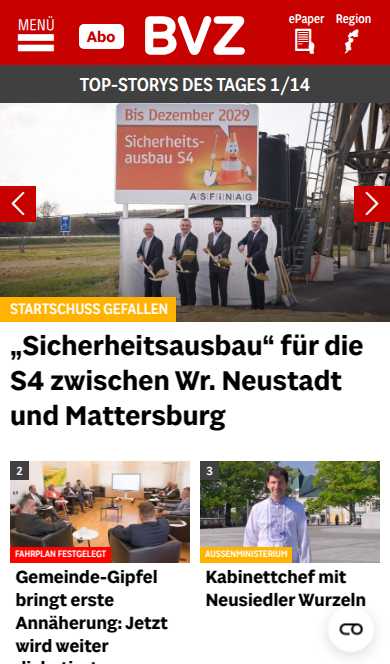 MENÜ
Abo
BVZ
ePaper
Region
TOP-STORYS DES TAGES 1/14
Bis Dezember 2029
Sicherheits-
ausbau S4
ASFINAG
STARTSCHUSS GEFALLEN
„Sicherheitsausbau“ für die
S4 zwischen Wr. Neustadt
und Mattersburg
2
FAHRPLAN FESTGELEGT
Gemeinde-Gipfel
bringt erste
Annäherung: Jetzt
wird weiter
3
AUSSENMINISTERIUM
Kabinettchef mit
Neusiedler Wurzeln